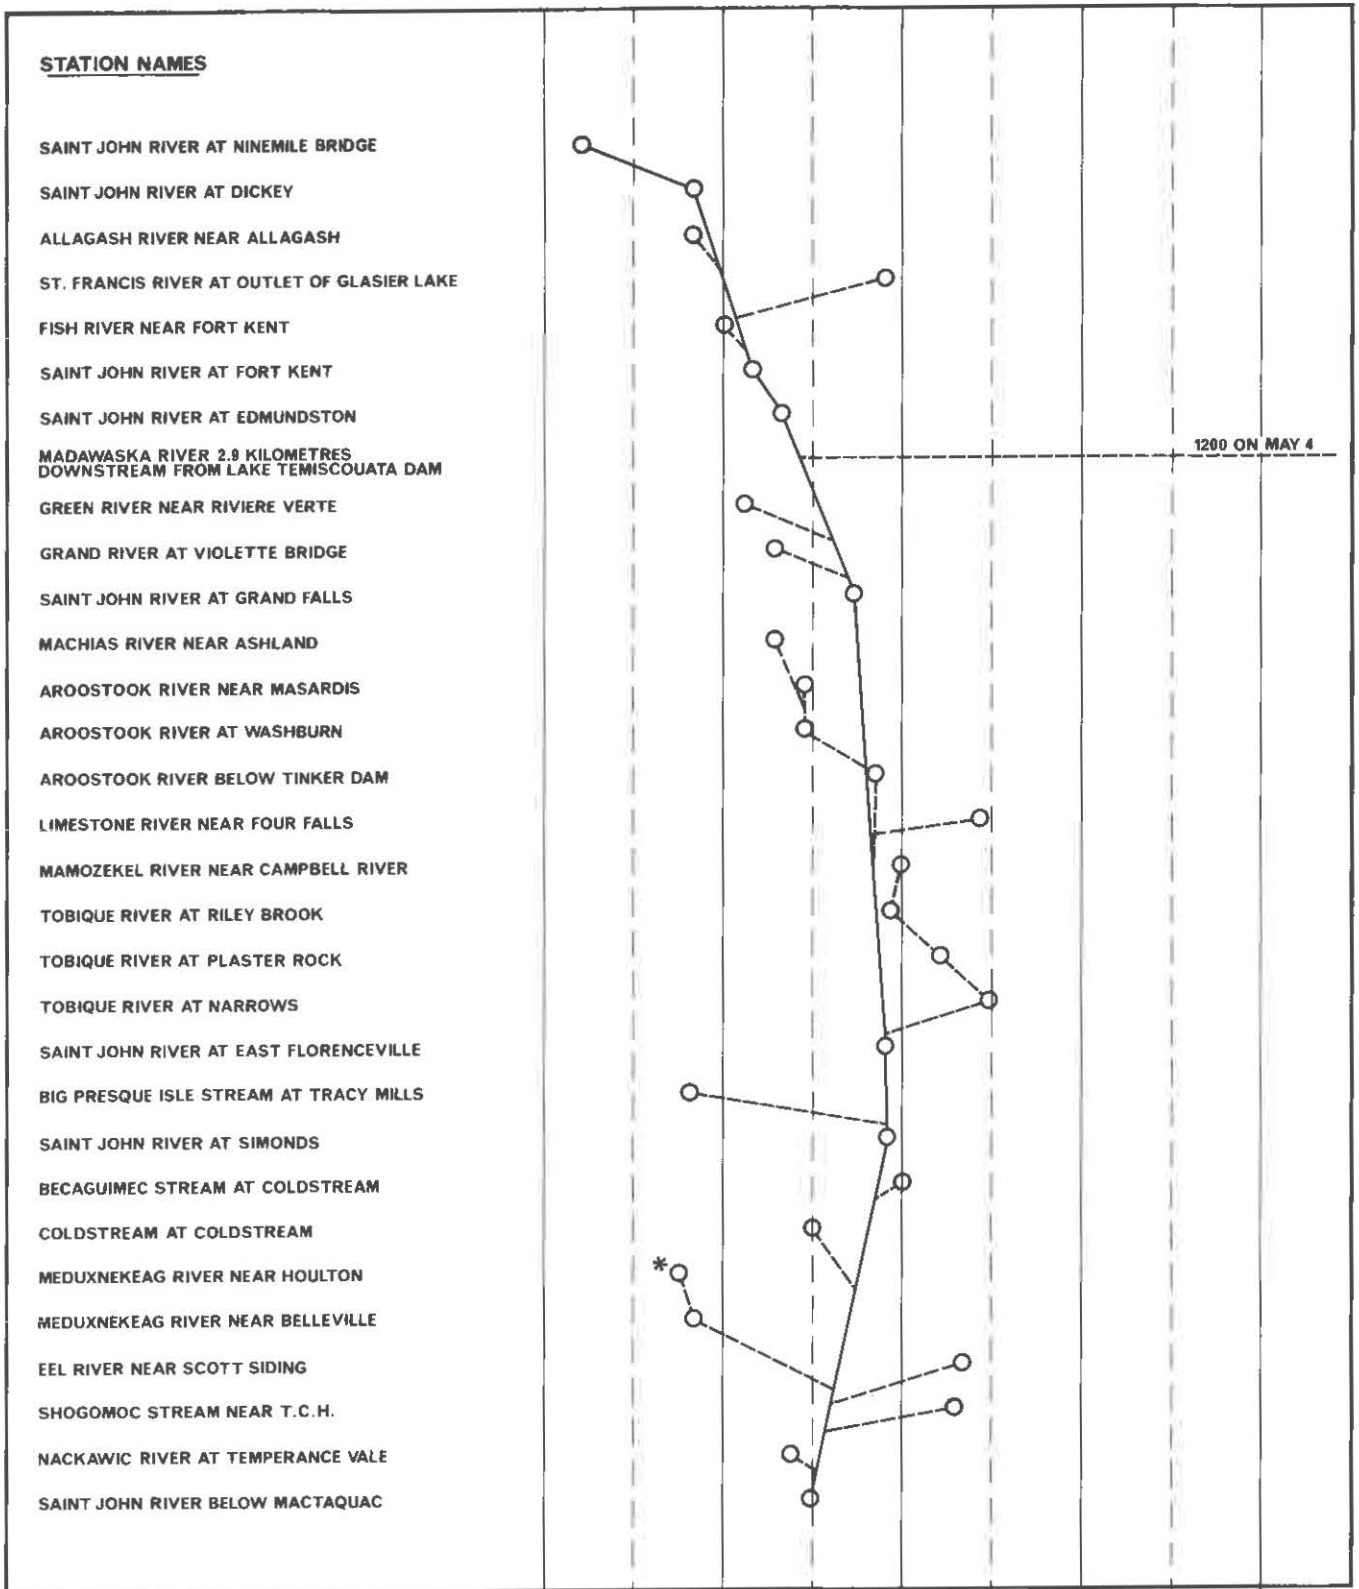 STATION NAMES
SAINT JOHN RIVER AT NINEMILE BRIDGE
SAINT JOHN RIVER AT DICKEY
ALLAGASH RIVER NEAR ALLAGASH
ST. FRANCIS RIVER AT OUTLET OF GLASIER LAKE
FISH RIVER NEAR FORT KENT
SAINT JOHN RIVER AT FORT KENT
SAINT JOHN RIVER AT EDMUNDSTON
MADAWASKA RIVER 2.9 KILOMETRES
DOWNSTREAM FROM LAKE TEMISCOUATA DAM
1200 ON MAY 4
GREEN RIVER NEAR RIVIERE VERTE
GRAND RIVER AT VIOLETTE BRIDGE
SAINT JOHN RIVER AT GRAND FALLS
MACHIAS RIVER NEAR ASHLAND
AROOSTOOK RIVER NEAR MASARDIS
AROOSTOOK RIVER AT WASHBURN
AROOSTOOK RIVER BELOW TINKER DAM
LIMESTONE RIVER NEAR FOUR FALLS
MAMOZEKEL RIVER NEAR CAMPBELL RIVER
TOBIQUE RIVER AT RILEY BROOK
TOBIQUE RIVER AT PLASTER ROCK
TOBIQUE RIVER AT NARROWS
SAINT JOHN RIVER AT EAST FLORENCEVILLE
BIG PRESQUE ISLE STREAM AT TRACY MILLS
SAINT JOHN RIVER AT SIMONDS
BECAGUIMEC STREAM AT COLDSTREAM
COLDSTREAM AT COLDSTREAM
MEDUXNEKEAG RIVER NEAR HOULTON *
MEDUXNEKEAG RIVER NEAR BELLEVILLE
EEL RIVER NEAR SCOTT SIDING
SHOGOMOC STREAM NEAR T.C.H.
NACKAWIC RIVER AT TEMPERANCE VALE
SAINT JOHN RIVER BELOW MACTAQUAC